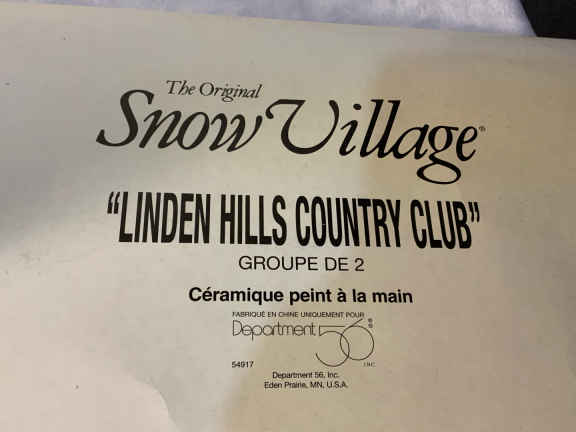 The Original
Snow Village®
"LINDEN HILLS COUNTRY CLUB"
GROUPE DE 2
Céramique peint à la main
FABRIQUÉ EN CHINE UNIQUEMENT POUR
Department 56®
INC.
54917
Department 56, Inc.
Eden Prairie, MN, U.S.A.